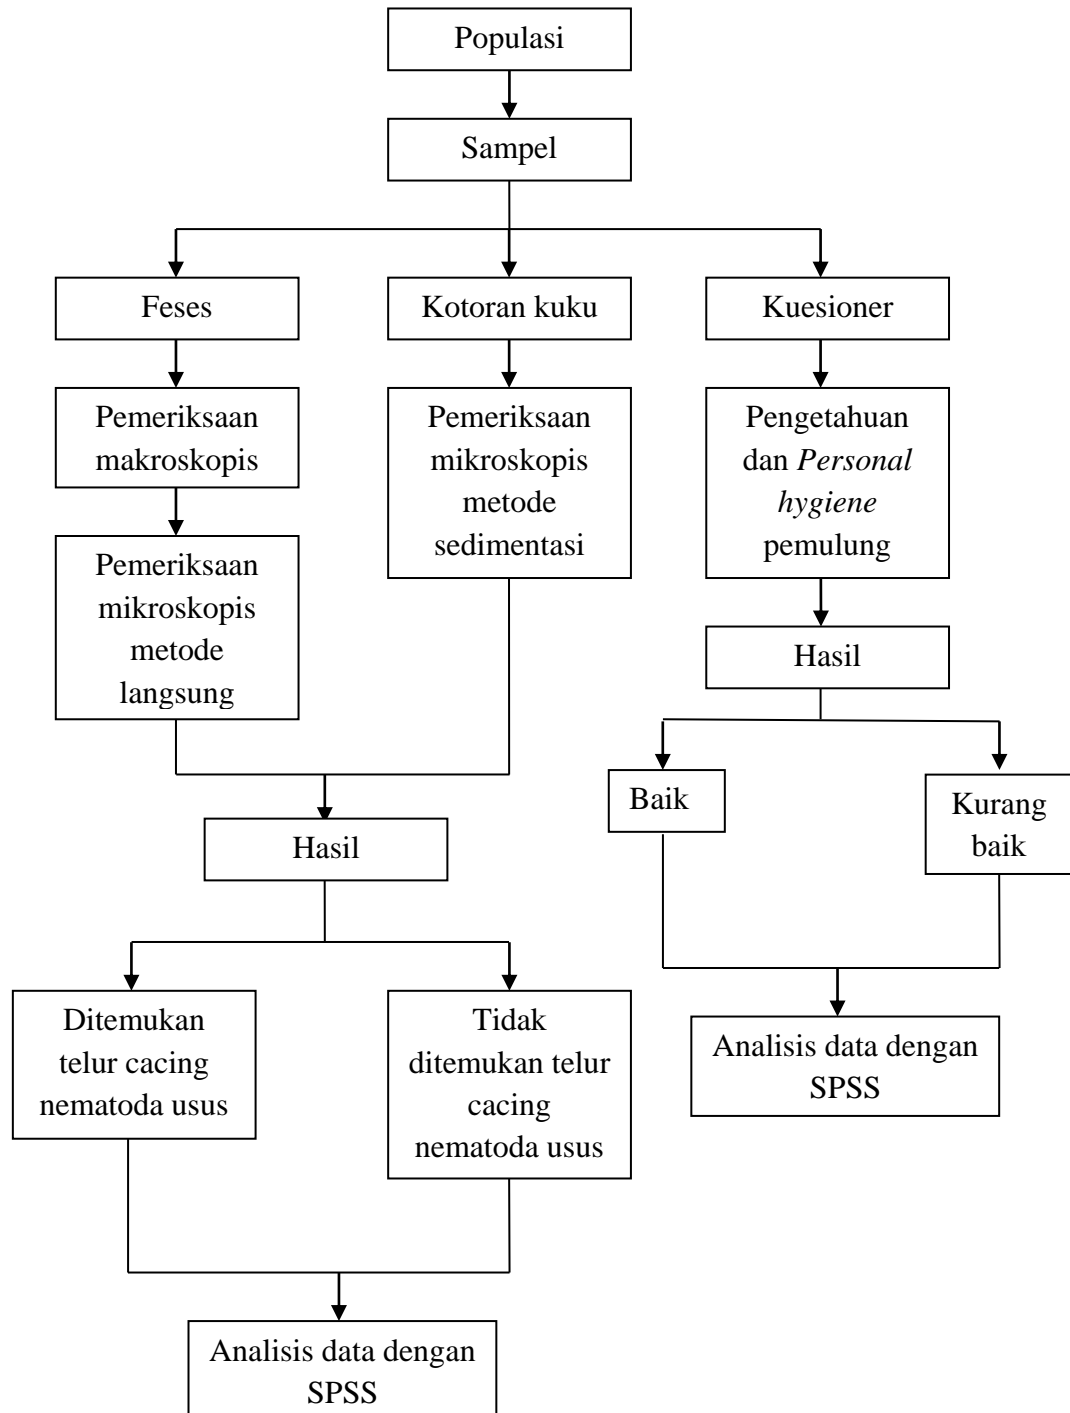 Populasi
Sampel
Feses
Kotoran kuku
Kuesioner
Pemeriksaan
makroskopis
Pemeriksaan
mikroskopis
metode
sedimentasi
Pengetahuan
dan Personal
hygiene
pemulung
Pemeriksaan
mikroskopis
metode
langsung
Hasil
Baik
Kurang
baik
Hasil
Ditemukan
telur cacing
nematoda usus
Tidak
ditemukan telur
cacing
nematoda usus
Analisis data dengan
SPSS
Analisis data dengan
SPSS